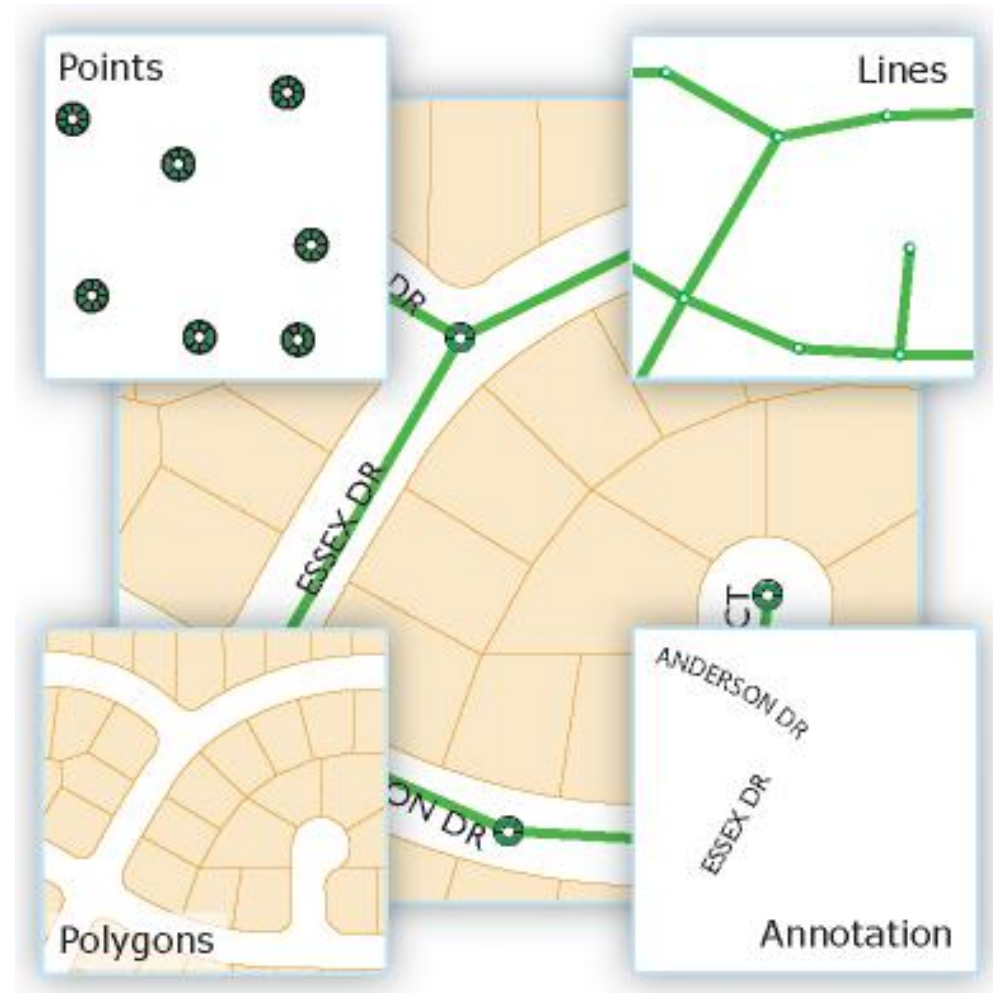 Points
Lines
DR
ESSEX DR
CT
ANDERSON DR
ESSEX DR
ON DR
Polygons
Annotation